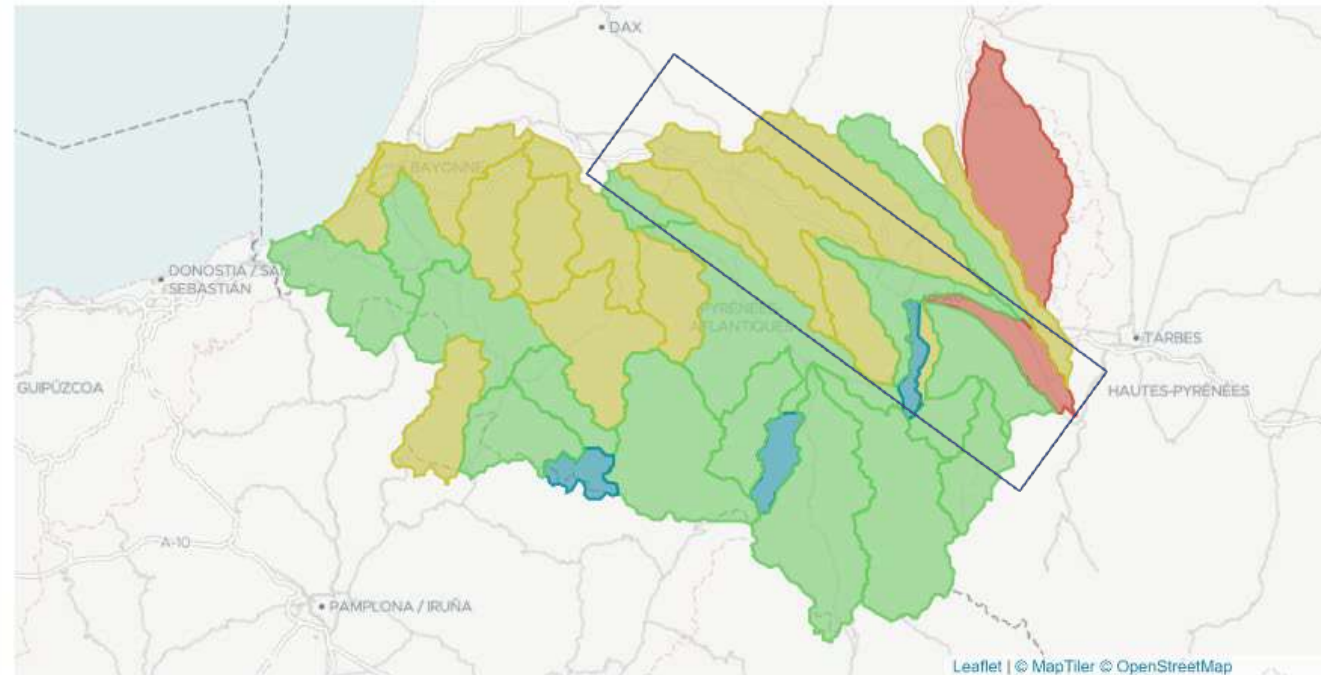 DAX
BAYONNE
DONOSTIA / SAN
SEBASTIÁN
PYRÉNÉES
ATLANTIQUES
TARBES
GUIPÚZCOA
HAUTES-PYRÉNÉES
A-10
PAMPLONA / IRUÑA
Leaflet | © MapTiler © OpenStreetMap